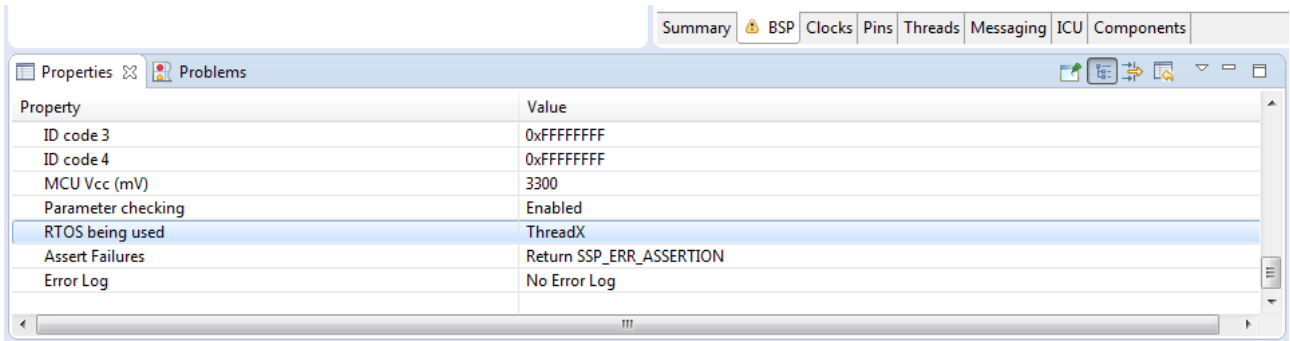 Summary BSP Clocks Pins Threads Messaging ICU Components
Properties Problems
Property Value
ID code 3 0xFFFFFFFF
ID code 4 0xFFFFFFFF
MCU Vcc (mV) 3300
Parameter checking Enabled
RTOS being used ThreadX
Assert Failures Return SSP_ERR_ASSERTION
Error Log No Error Log